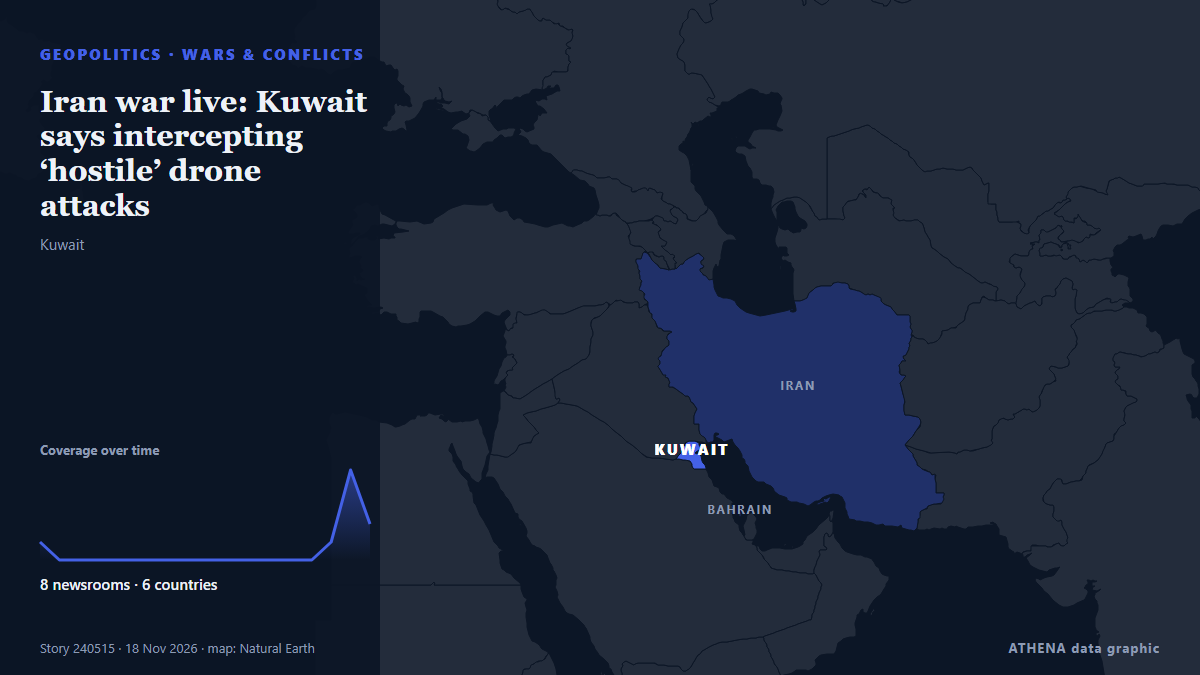 GEOPOLITICS · WARS & CONFLICTS
Iran war live: Kuwait
says intercepting
‘hostile’ drone
attacks
Kuwait
IRAN
KUWAIT
BAHRAIN
Coverage over time
8 newsrooms · 6 countries
Story 240515 · 18 Nov 2026 · map: Natural Earth
ATHENA data graphic